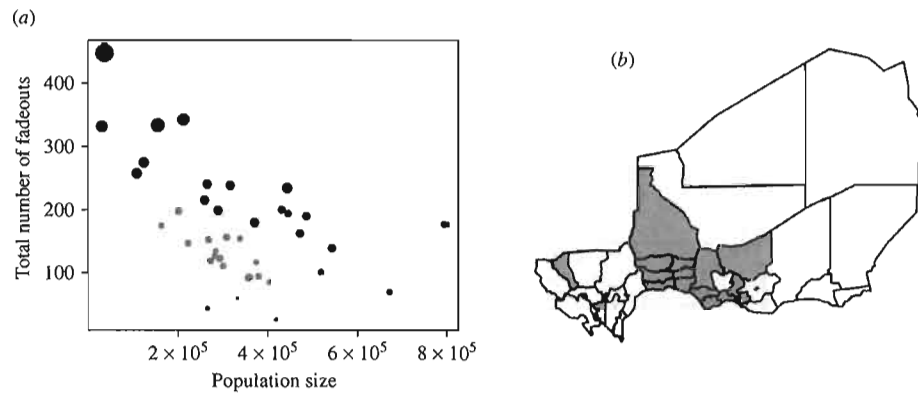 (a)
Total number of fadeouts
400
300
200
100
2 × 10⁵
4 × 10⁵
6 × 10⁵
8 × 10⁵
Population size
(b)